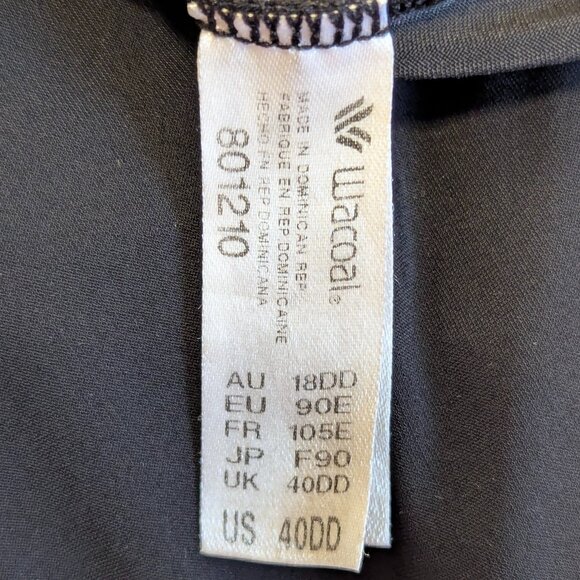 wacoal®
MADE IN DOMINICAN REP
FABRIQUE EN REP DOMINICAINE
HECHO EN REP DOMINICANA
801210
AU 18DD
EU 90E
FR 105E
JP F90
UK 40DD
US 40DD